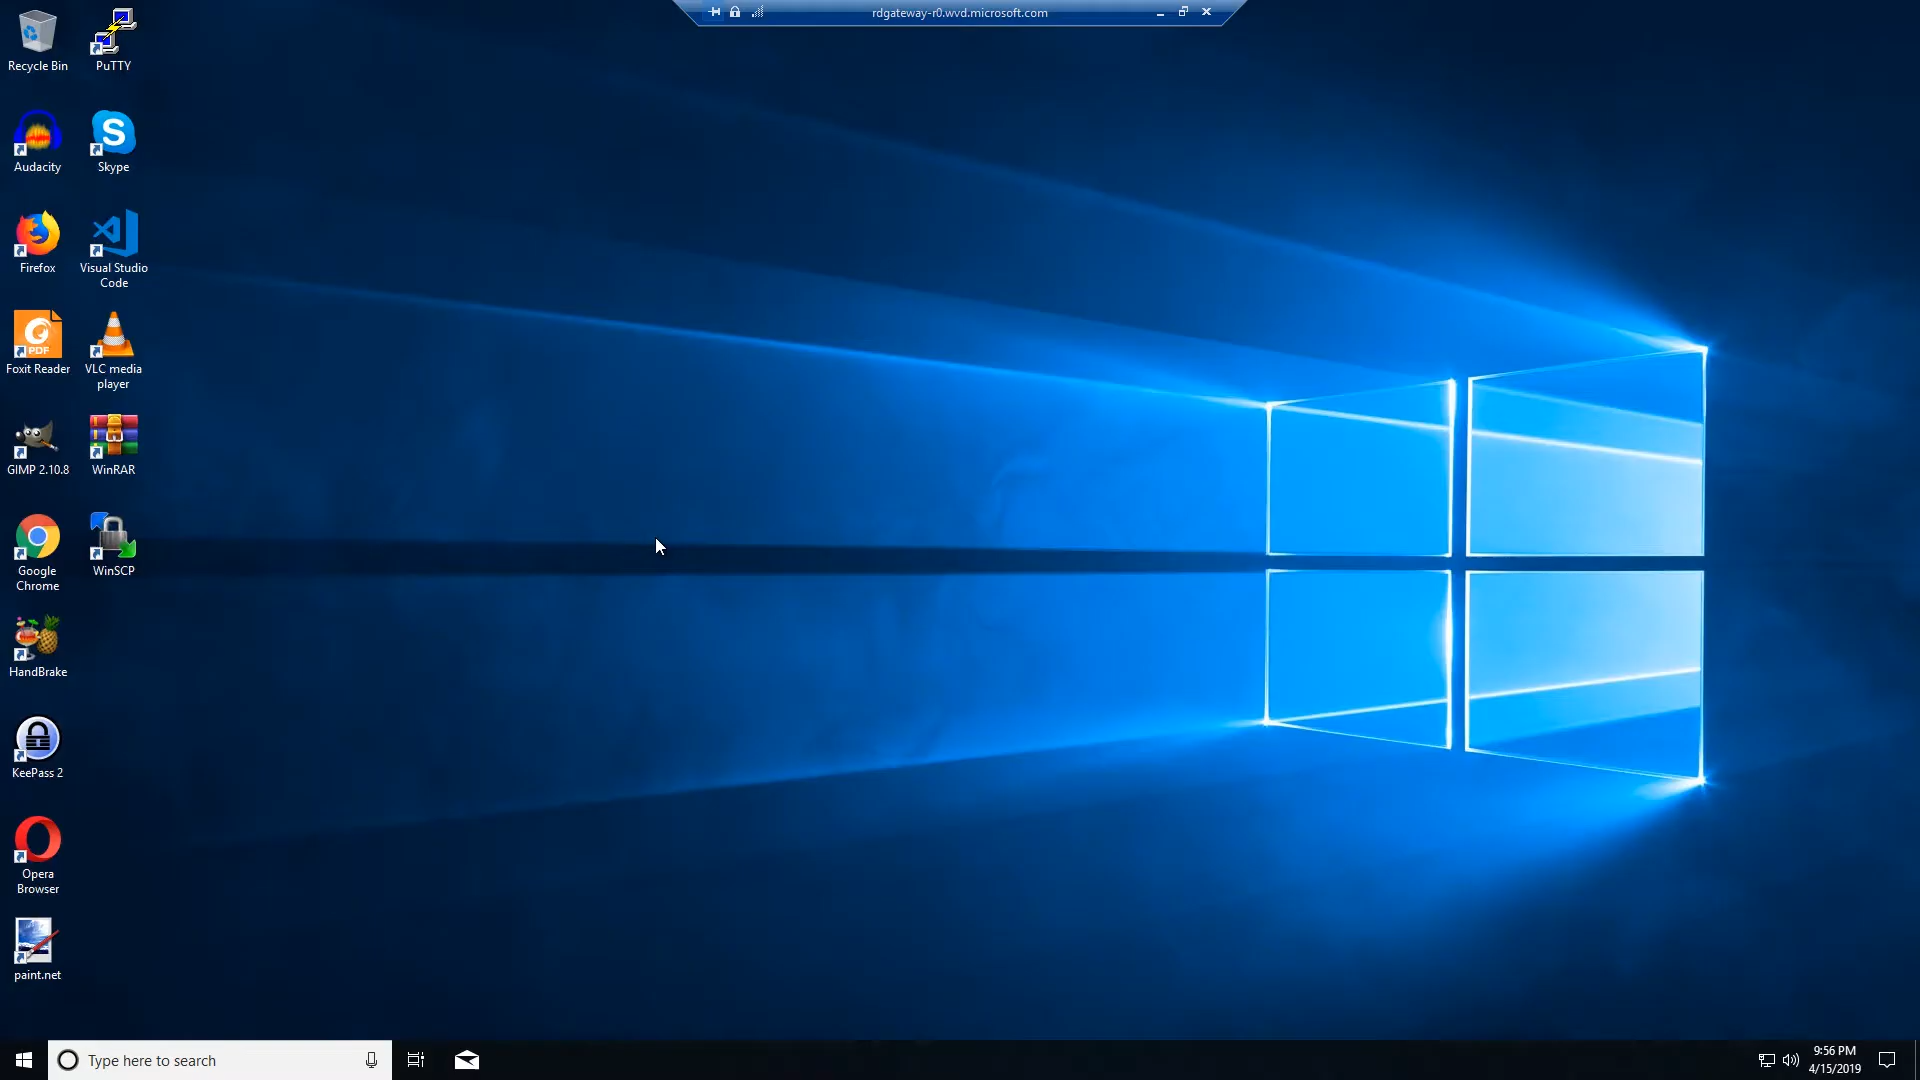 rdgateway-r0.wvd.microsoft.com
Recycle Bin
PuTTY
Audacity
S
Skype
Firefox
Visual Studio
Code
PDF
Foxit Reader
VLC media
player
GIMP 2.10.8
WinRAR
Google
Chrome
WinSCP
HandBrake
KeePass 2
Opera
Browser
paint.net
Type here to search
9:56 PM
4/15/2019